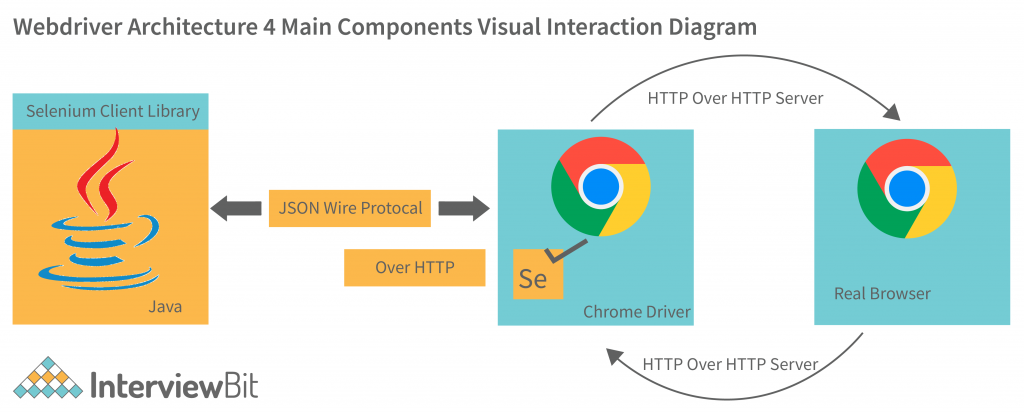 Webdriver Architecture 4 Main Components Visual Interaction Diagram
Selenium Client Library
Java
JSON Wire Protocal
Over HTTP
Se
Chrome Driver
HTTP Over HTTP Server
Real Browser
HTTP Over HTTP Server
InterviewBit